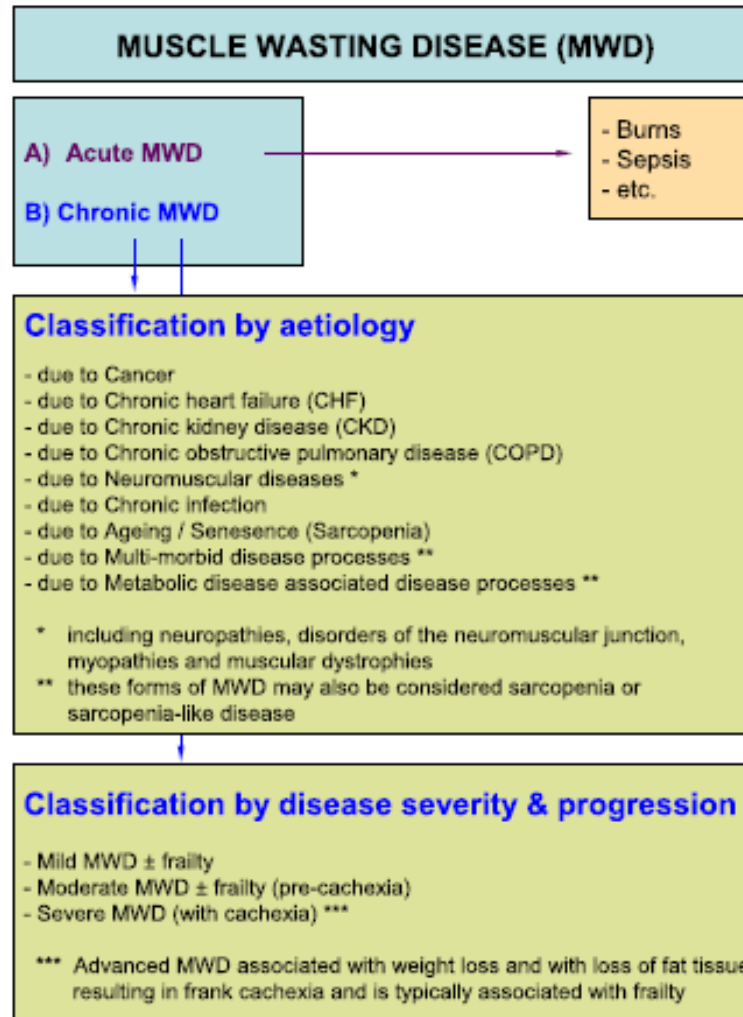 MUSCLE WASTING DISEASE (MWD)
A) Acute MWD
B) Chronic MWD
- Burns
- Sepsis
- etc.
Classification by aetiology
- due to Cancer
- due to Chronic heart failure (CHF)
- due to Chronic kidney disease (CKD)
- due to Chronic obstructive pulmonary disease (COPD)
- due to Neuromuscular diseases *
- due to Chronic infection
- due to Ageing / Senesence (Sarcopenia)
- due to Multi-morbid disease processes **
- due to Metabolic disease associated disease processes **
* including neuropathies, disorders of the neuromuscular junction,
myopathies and muscular dystrophies
** these forms of MWD may also be considered sarcopenia or
sarcopenia-like disease
Classification by disease severity & progression
- Mild MWD ± frailty
- Moderate MWD ± frailty (pre-cachexia)
- Severe MWD (with cachexia) ***
*** Advanced MWD associated with weight loss and with loss of fat tissue
resulting in frank cachexia and is typically associated with frailty